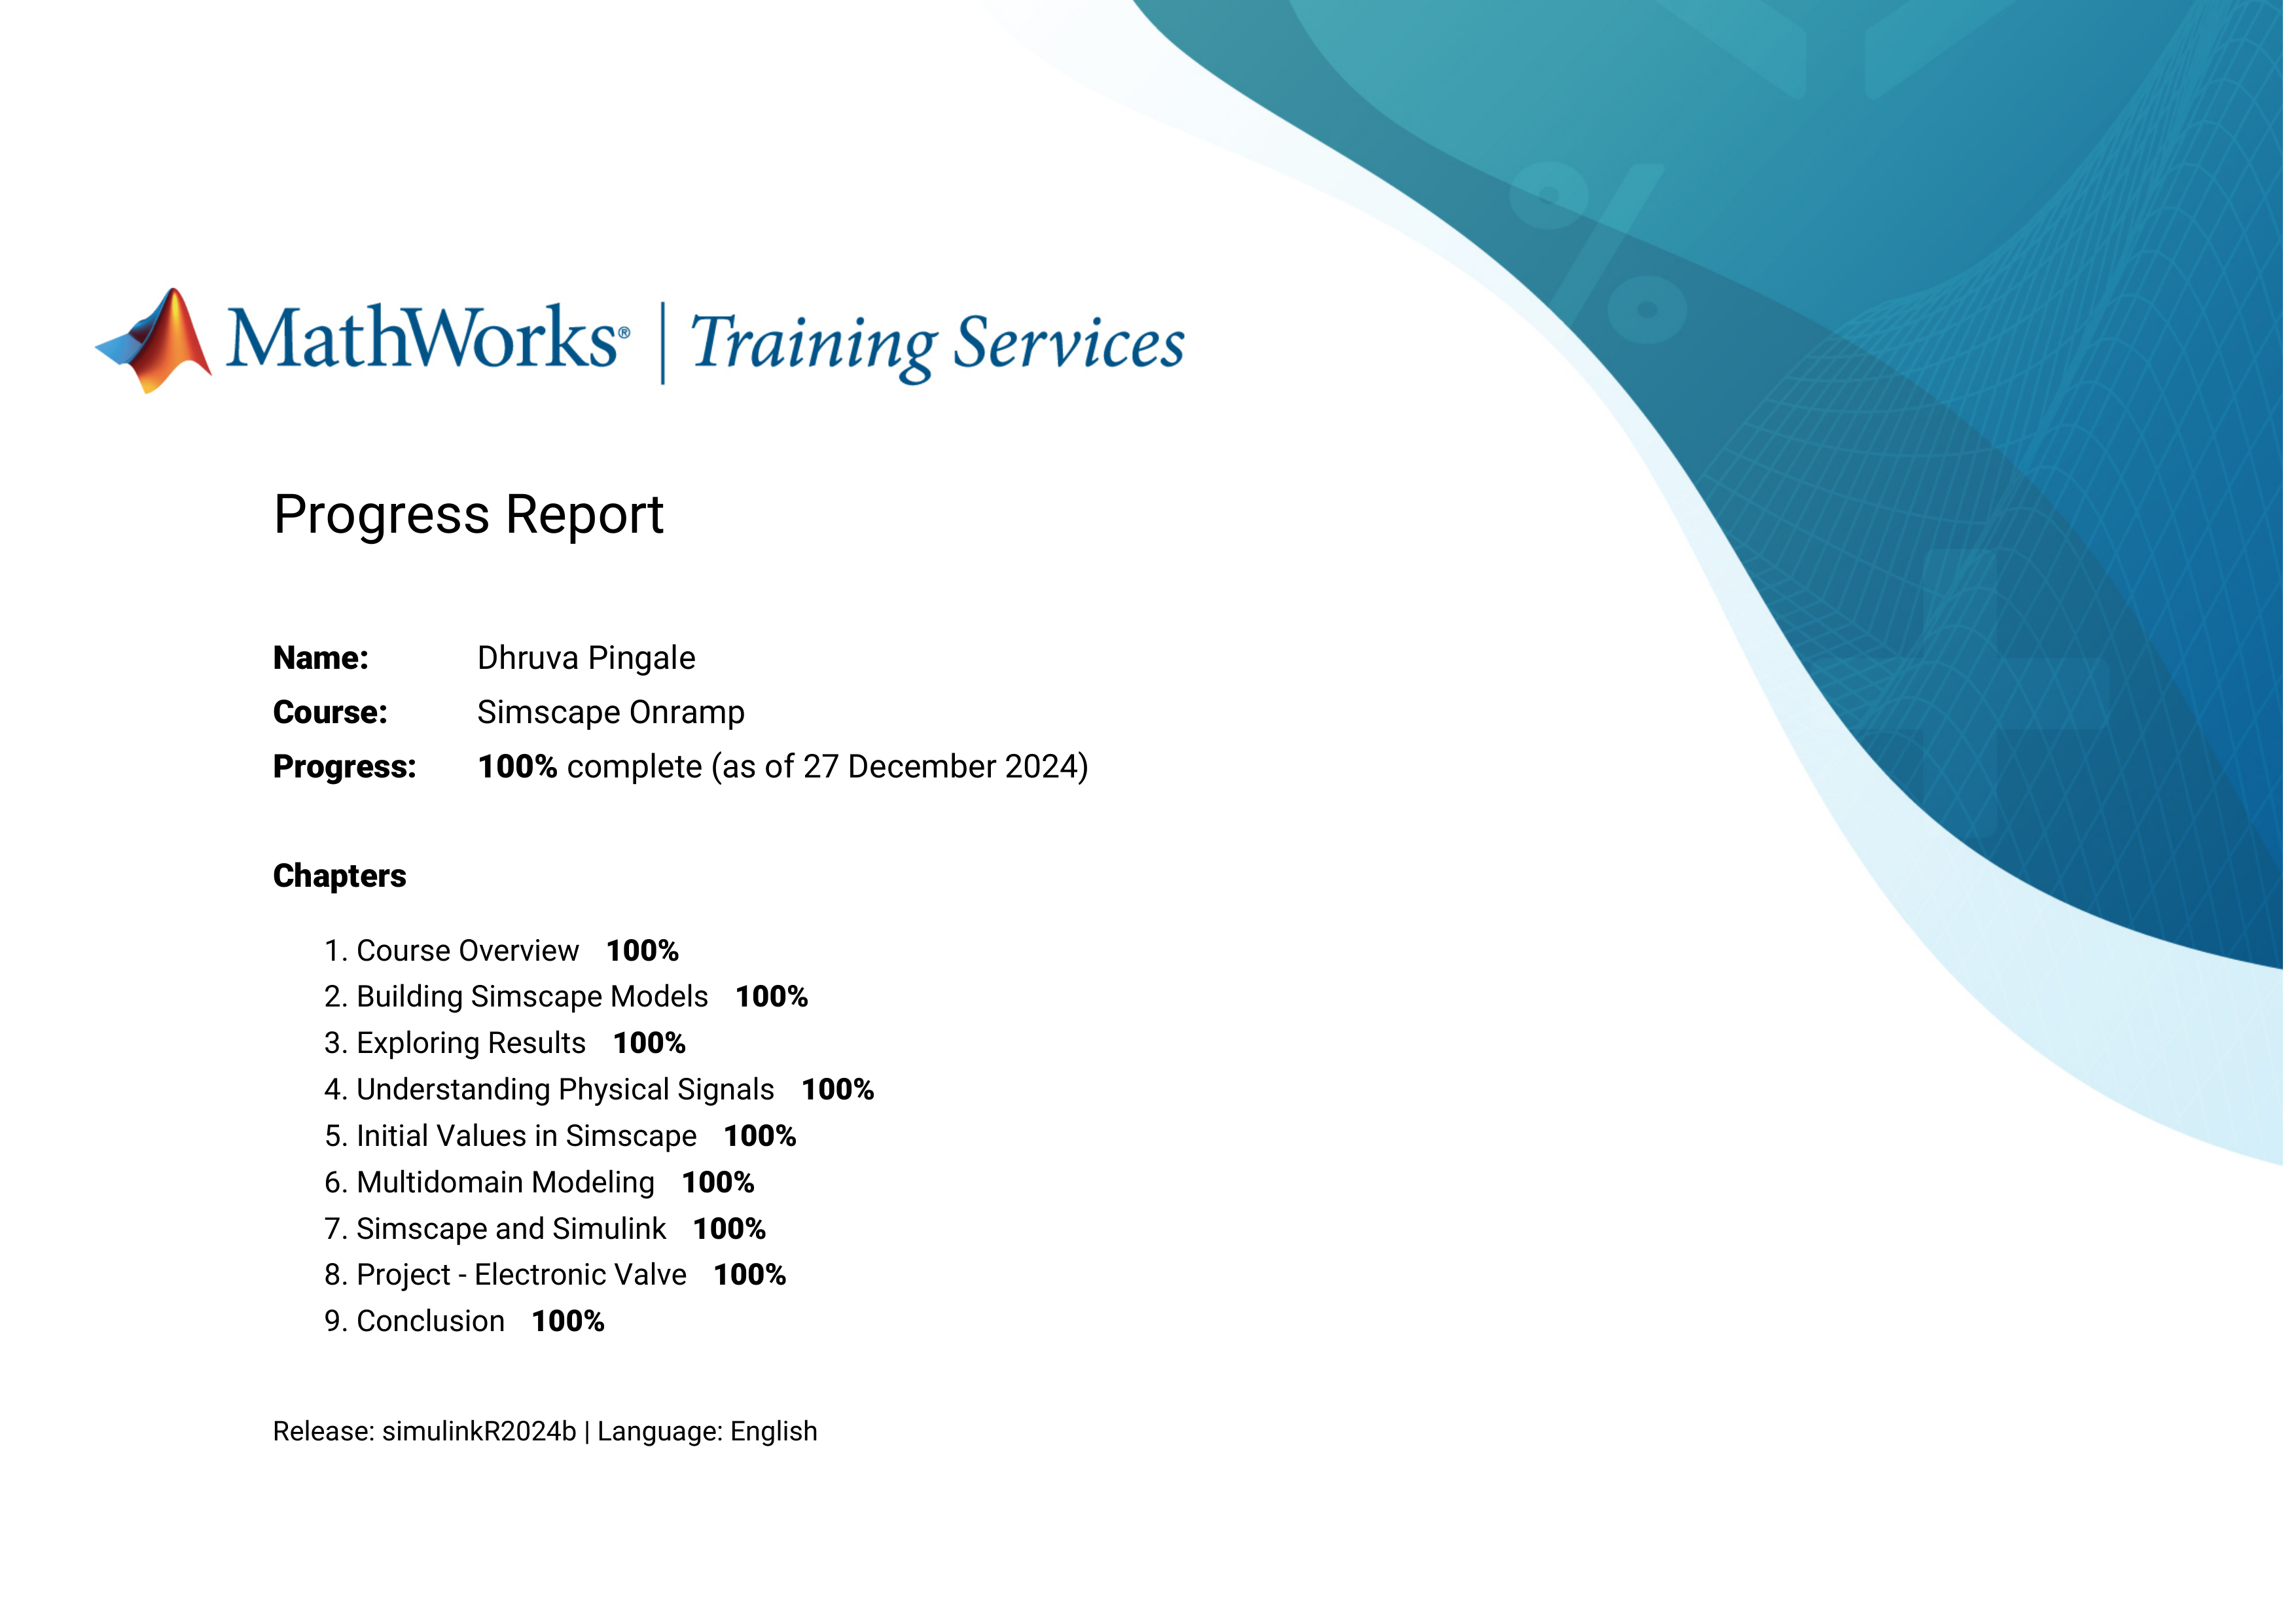 MathWorks® | Training Services
Progress Report
Name: Dhruva Pingale
Course: Simscape Onramp
Progress: 100% complete (as of 27 December 2024)
Chapters
1. Course Overview 100%
2. Building Simscape Models 100%
3. Exploring Results 100%
4. Understanding Physical Signals 100%
5. Initial Values in Simscape 100%
6. Multidomain Modeling 100%
7. Simscape and Simulink 100%
8. Project - Electronic Valve 100%
9. Conclusion 100%
Release: simulinkR2024b | Language: English